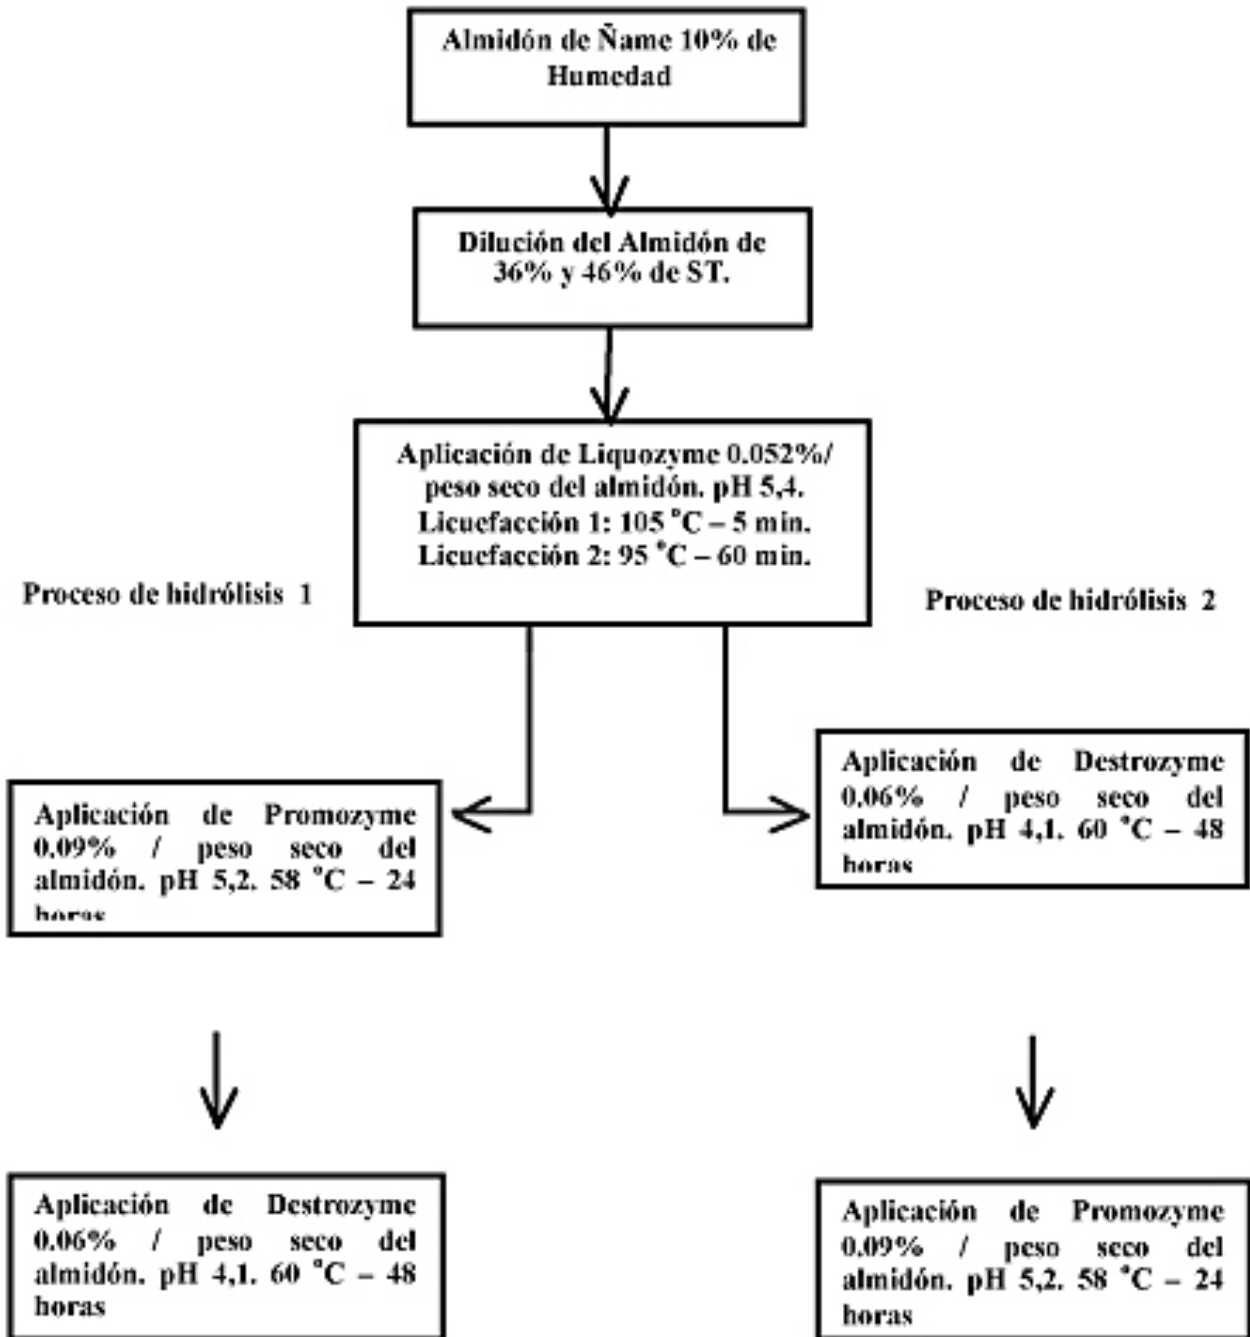 Almidón de Ñame 10% de
Humedad
Dilución del Almidón de
36% y 46% de ST.
Aplicación de Liquozyme 0.052%/
peso seco del almidón. pH 5,4.
Licuefacción 1: 105 °C – 5 min.
Licuefacción 2: 95 °C – 60 min.
Proceso de hidrólisis 1
Proceso de hidrólisis 2
Aplicación de Promozyme
0.09% / peso seco del
almidón. pH 5,2. 58 °C – 24
horas
Aplicación de Destrozyme
0.06% / peso seco del
almidón. pH 4,1. 60 °C – 48
horas
Aplicación de Destrozyme
0.06% / peso seco del
almidón. pH 4,1. 60 °C – 48
horas
Aplicación de Promozyme
0.09% / peso seco del
almidón. pH 5,2. 58 °C – 24
horas